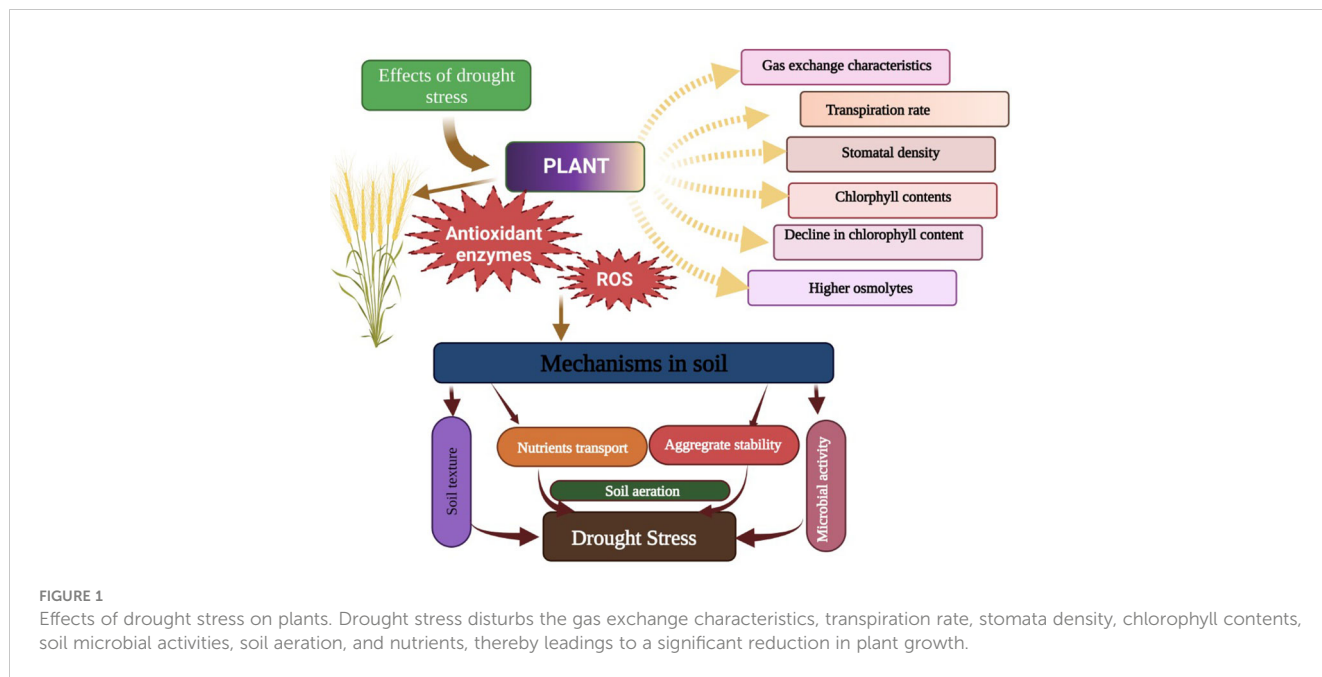 Effects of drought
stress
PLANT
Gas exchange characteristics
Transpiration rate
Stomatal density
Chlorphyll contents
Decline in chlorophyll content
Higher osmolytes
Antioxidant
enzymes
ROS
Mechanisms in soil
Soil texture
Nutrients transport
Aggregrate stability
Microbial activity
Soil aeration
Drought Stress
FIGURE 1
Effects of drought stress on plants. Drought stress disturbs the gas exchange characteristics, transpiration rate, stomata density, chlorophyll contents,
soil microbial activities, soil aeration, and nutrients, thereby leadings to a significant reduction in plant growth.